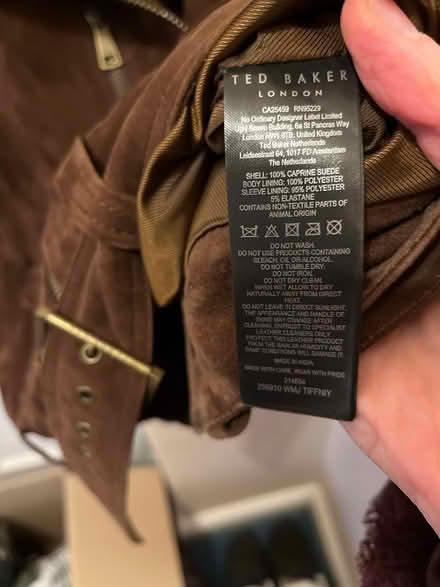 TED BAKER
LONDON
CA25459 RN95229
No Ordinary Designer Label Limited
Ugly Brown Building, 6a St Pancras Way
London NW1 0TB, United Kingdom
Ted Baker Netherlands
Leidsestraat 64, 1017 PD Amsterdam
The Netherlands
SHELL: 100% CAPRINE SUEDE
BODY LINING: 100% POLYESTER
SLEEVE LINING: 95% POLYESTER
5% ELASTANE
CONTAINS NON-TEXTILE PARTS OF
ANIMAL ORIGIN
DO NOT WASH.
DO NOT USE PRODUCTS CONTAINING
BLEACH, OIL OR ALCOHOL.
DO NOT TUMBLE DRY.
DO NOT IRON.
DO NOT DRY CLEAN.
WHEN WET ALLOW TO DRY
NATURALLY AWAY FROM DIRECT
HEAT.
DO NOT LEAVE IN DIRECT SUNLIGHT.
THE APPEARANCE AND HANDLE OF
SKINS MAY CHANGE AFTER
CLEANING. ENTRUST TO SPECIALIST
LEATHER CLEANERS ONLY.
PROTECT THIS LEATHER PRODUCT
FROM THE RAIN OR HUMIDITY AND
DAMP CONDITIONS WILL DAMAGE IT.
MADE IN INDIA
MADE WITH CARE, WEAR WITH PRIDE
WMJ TIFFNIY